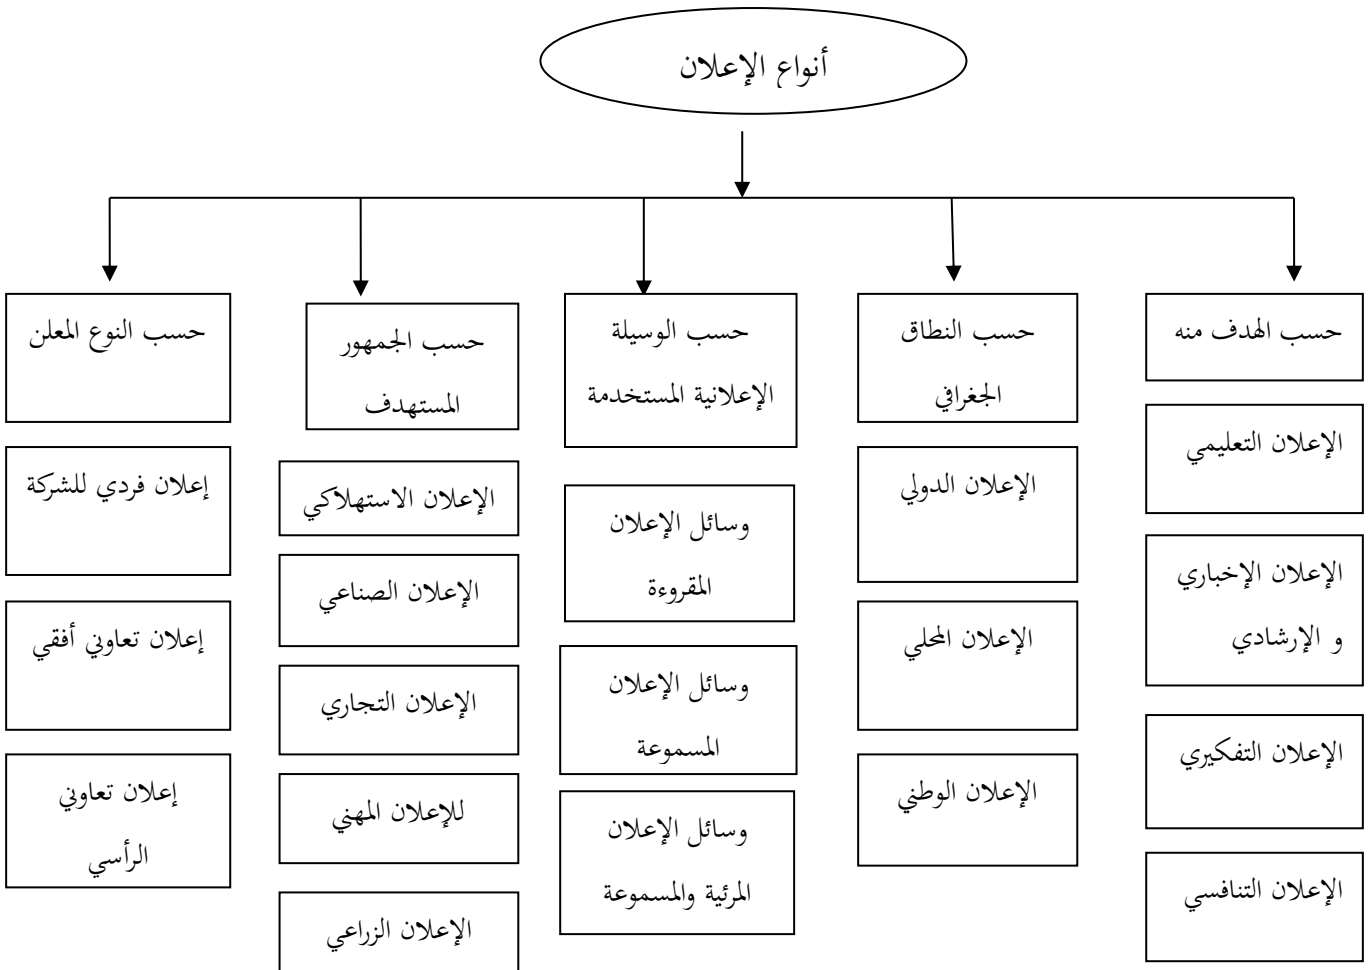 أنواع الإعلان
حسب الهدف منه
الإعلان التعليمي
الإعلان الإخباري
و الإرشادي
الإعلان التفكيري
الإعلان التنافسي
حسب النطاق
الجغرافي
الإعلان الدولي
الإعلان المحلي
الإعلان الوطني
حسب الوسيلة
الإعلانية المستخدمة
وسائل الإعلان
المقروءة
وسائل الإعلان
المسموعة
وسائل الإعلان
المرئية والمسموعة
حسب الجمهور
المستهدف
الإعلان الاستهلاكي
الإعلان الصناعي
الإعلان التجاري
للإعلان المهني
الإعلان الزراعي
حسب النوع المعلن
إعلان فردي للشركة
إعلان تعاوني أفقي
إعلان تعاوني
الرأسي